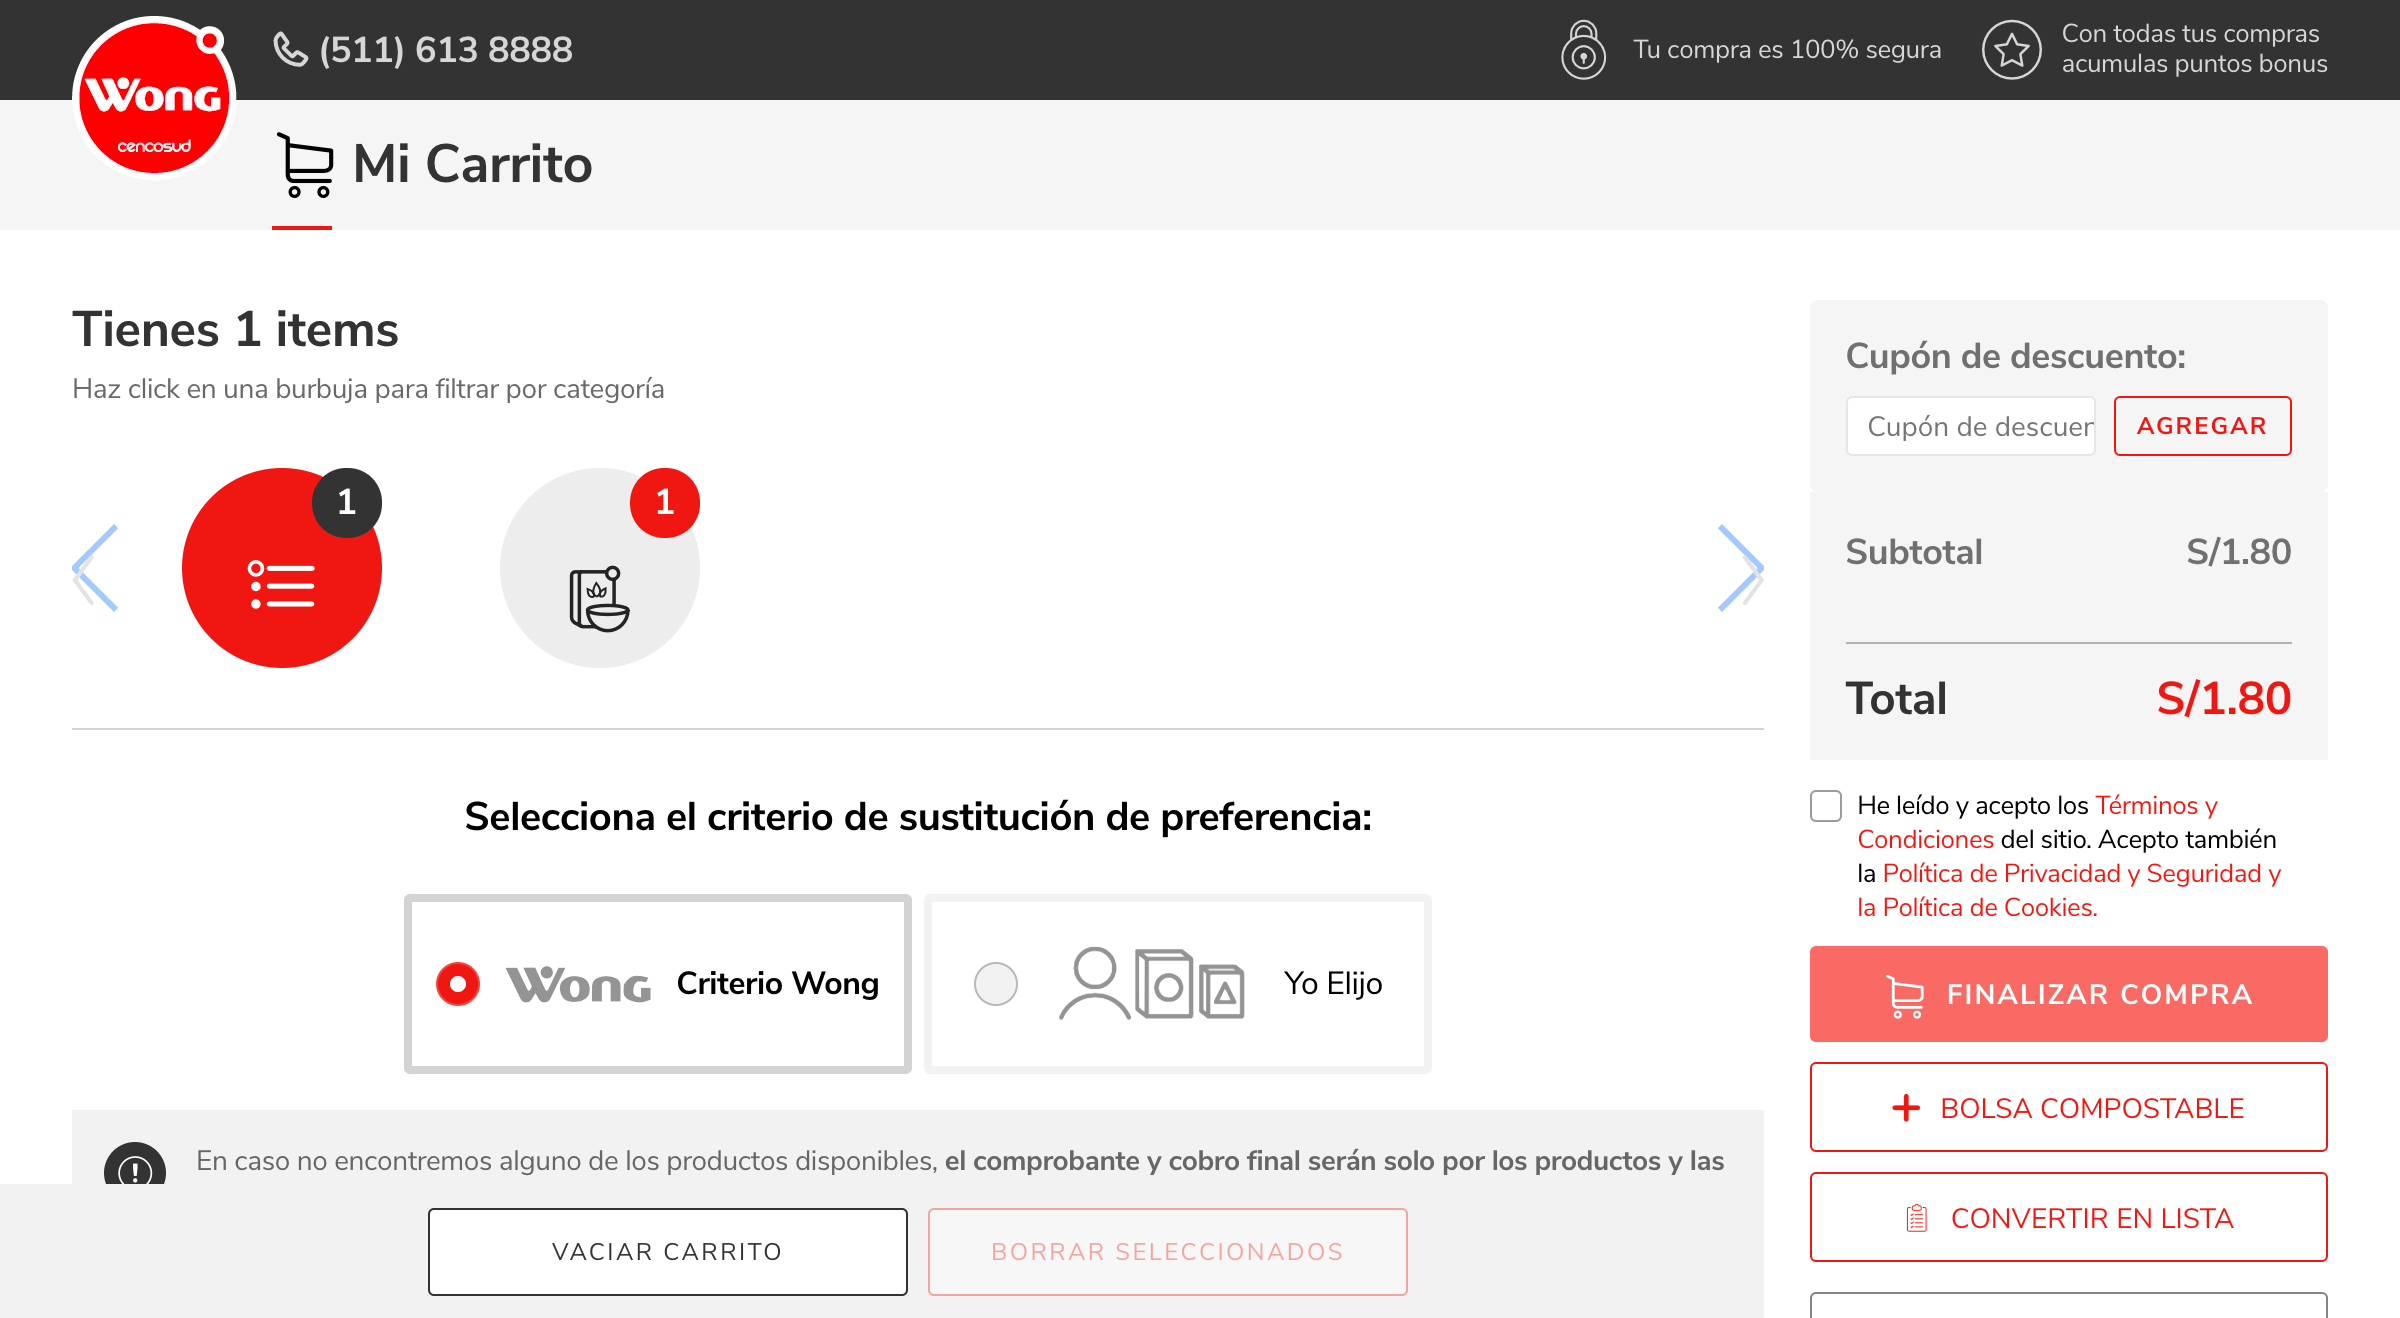 Wong
cencosud
(511) 613 8888
Tu compra es 100% segura
Con todas tus compras
acumulas puntos bonus
Mi Carrito
Tienes 1 items
Haz click en una burbuja para filtrar por categoría
1
1
Selecciona el criterio de sustitución de preferencia:
Wong
Criterio Wong
Yo Elijo
En caso no encontremos alguno de los productos disponibles, el comprobante y cobro final serán solo por los productos y las
VACIAR CARRITO
BORRAR SELECCIONADOS
Cupón de descuento:
Cupón de descuen
AGREGAR
Subtotal
S/1.80
Total
S/1.80
He leído y acepto los Términos y
Condiciones del sitio. Acepto también
la Política de Privacidad y Seguridad y
la Política de Cookies.
FINALIZAR COMPRA
+ BOLSA COMPOSTABLE
CONVERTIR EN LISTA